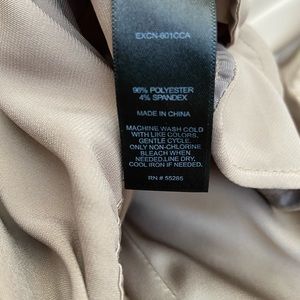 EXCN-601CCA
96% POLYESTER
4% SPANDEX
MADE IN CHINA
MACHINE WASH COLD
WITH LIKE COLORS,
GENTLE CYCLE.
ONLY NON-CHLORINE
BLEACH WHEN
NEEDED.LINE DRY,
COOL IRON IF NEEDED.
RN # 55285